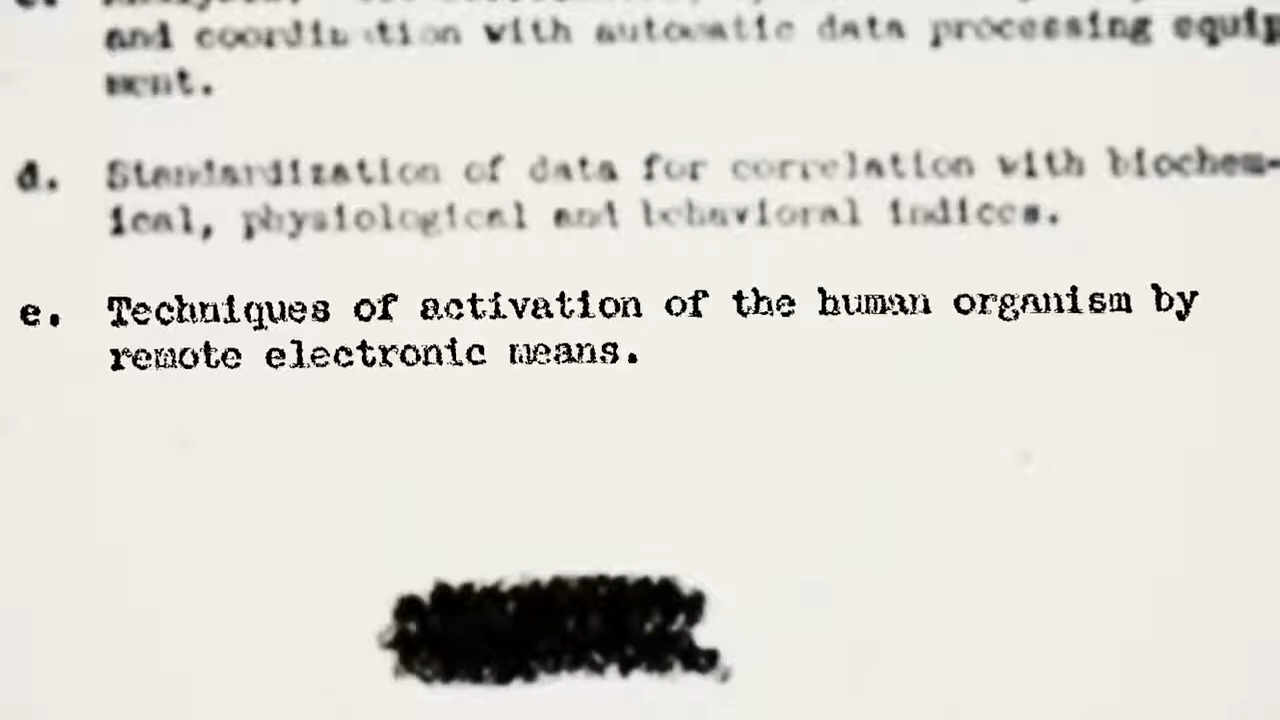 and coordination with automatic data processing equip
ment.
d. Standardization of data for correlation with biochem-
ical, physiological and behavioral indices.
e. Techniques of activation of the human organism by
remote electronic means.